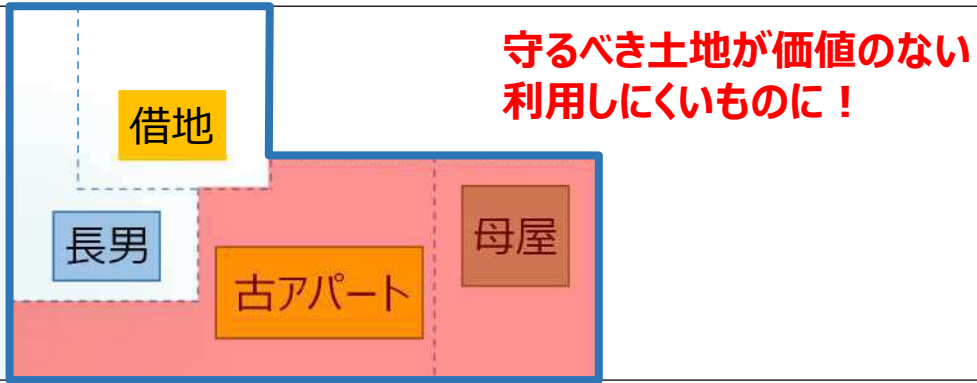 守るべき土地が価値のない
利用しにくいものに！
借地
長男
古アパート
母屋